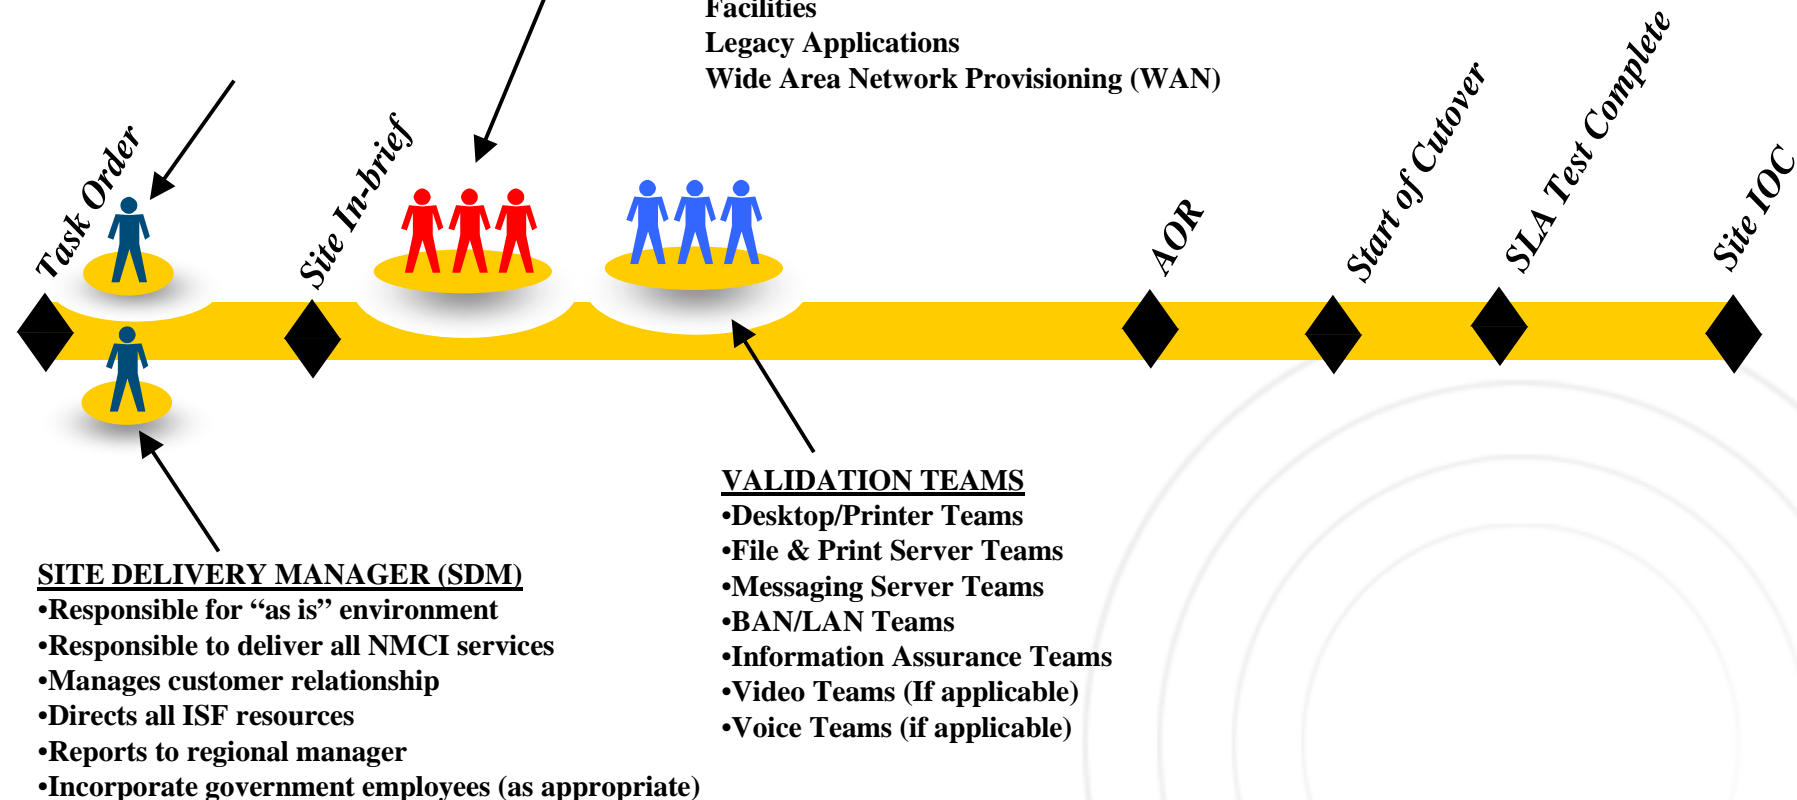 Facilities
Legacy Applications
Wide Area Network Provisioning (WAN)
Task Order
Site In-brief
AOR
Start of Cutover
SLA Test Complete
Site IOC
VALIDATION TEAMS
•Desktop/Printer Teams
•File & Print Server Teams
•Messaging Server Teams
•BAN/LAN Teams
•Information Assurance Teams
•Video Teams (If applicable)
•Voice Teams (if applicable)
SITE DELIVERY MANAGER (SDM)
•Responsible for “as is” environment
•Responsible to deliver all NMCI services
•Manages customer relationship
•Directs all ISF resources
•Reports to regional manager
•Incorporate government employees (as appropriate)